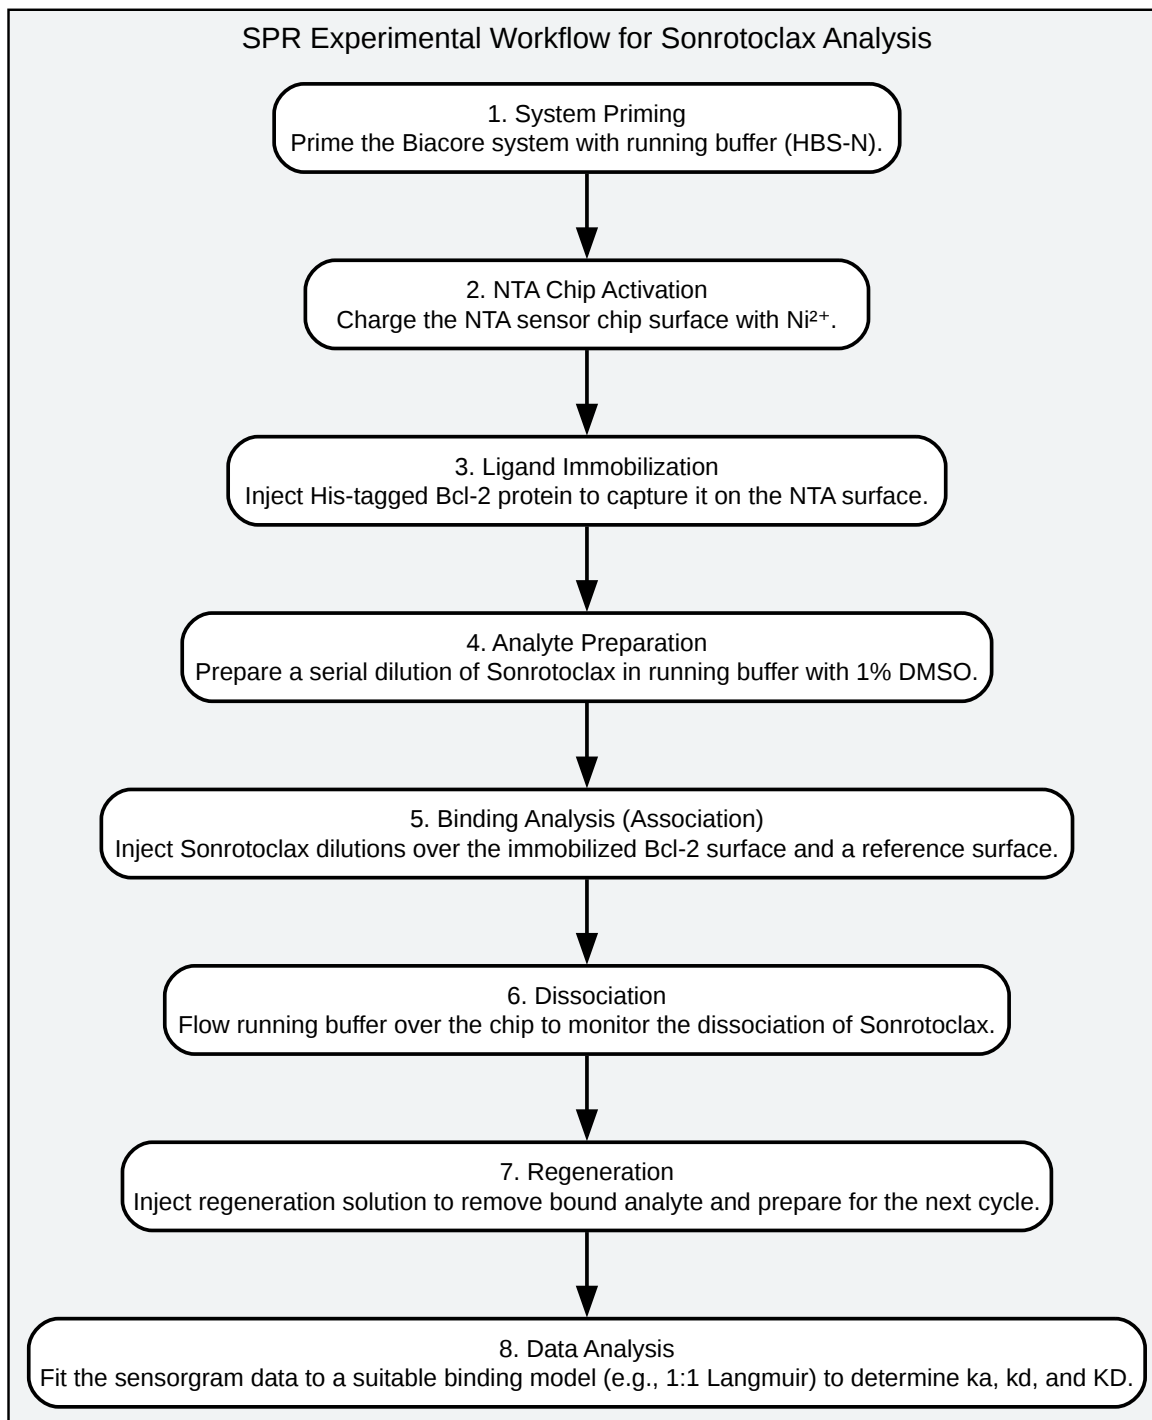 SPR Experimental Workflow for Sonrotoclax Analysis
1. System Priming
Prime the Biacore system with running buffer (HBS-N).
2. NTA Chip Activation
Charge the NTA sensor chip surface with Ni²⁺.
3. Ligand Immobilization
Inject His-tagged Bcl-2 protein to capture it on the NTA surface.
4. Analyte Preparation
Prepare a serial dilution of Sonrotoclax in running buffer with 1% DMSO.
5. Binding Analysis (Association)
Inject Sonrotoclax dilutions over the immobilized Bcl-2 surface and a reference surface.
6. Dissociation
Flow running buffer over the chip to monitor the dissociation of Sonrotoclax.
7. Regeneration
Inject regeneration solution to remove bound analyte and prepare for the next cycle.
8. Data Analysis
Fit the sensorgram data to a suitable binding model (e.g., 1:1 Langmuir) to determine ka, kd, and KD.